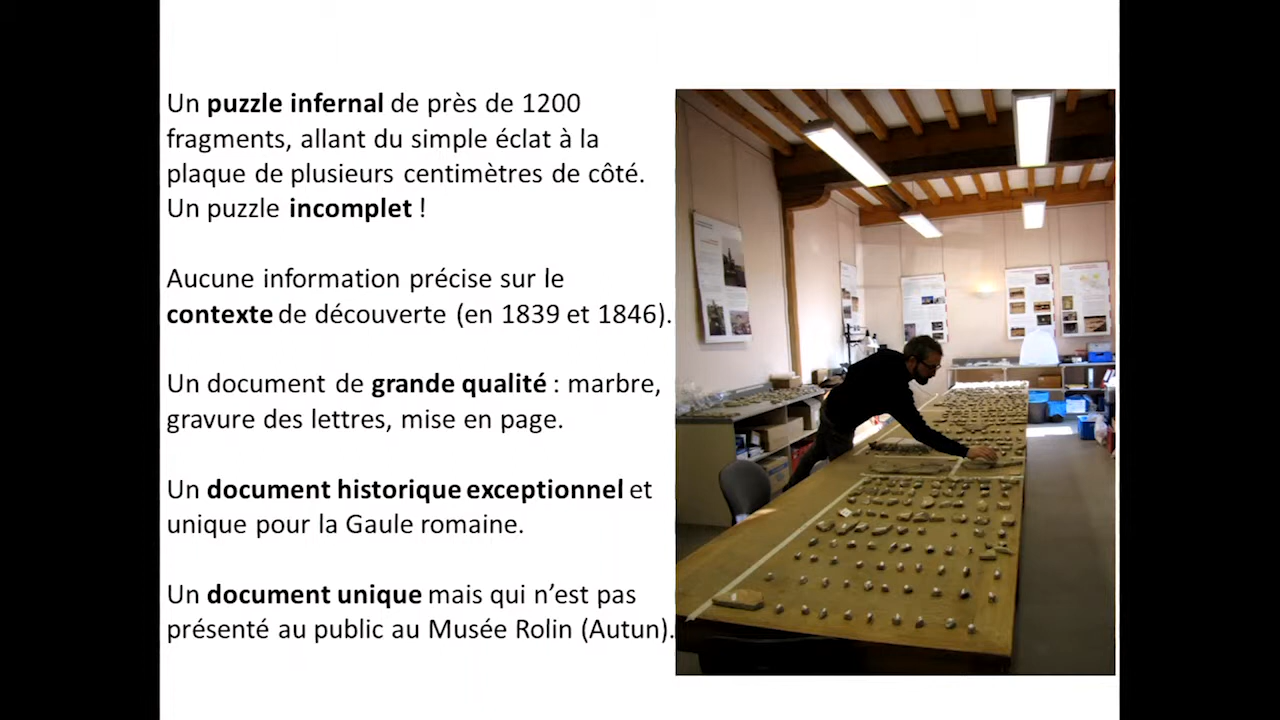 Un puzzle infernal de près de 1200
fragments, allant du simple éclat à la
plaque de plusieurs centimètres de côté.
Un puzzle incomplet !
Aucune information précise sur le
contexte de découverte (en 1839 et 1846).
Un document de grande qualité : marbre,
gravure des lettres, mise en page.
Un document historique exceptionnel et
unique pour la Gaule romaine.
Un document unique mais qui n’est pas
présenté au public au Musée Rolin (Autun).